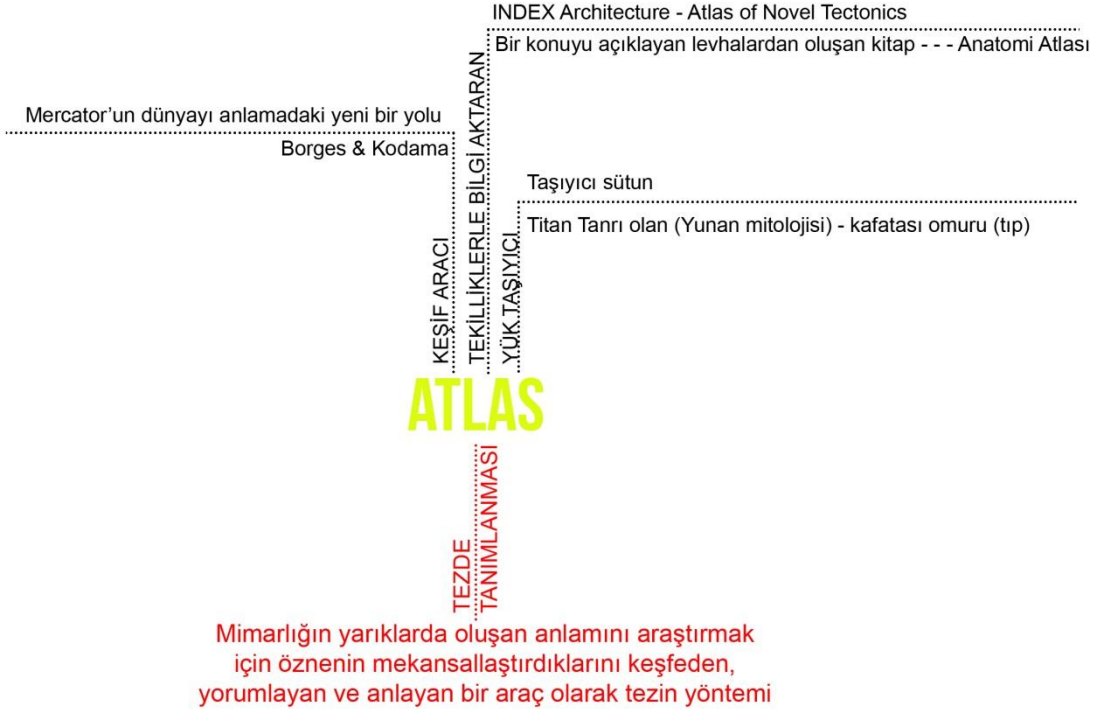 INDEX Architecture - Atlas of Novel Tectonics
Bir konuyu açıklayan levhalardan oluşan kitap - - - Anatomi Atlası
Mercator’un dünyayı anlamadaki yeni bir yolu
Borges & Kodama
Taşıyıcı sütun
Titan Tanrı olan (Yunan mitolojisi) - kafatası omuru (tıp)
KEŞİF ARACI
TEKİLLİKLERLE BİLGİ AKTARAN
YÜK TAŞIYICI
ATLAS
TEZDE
TANIMLANMASI
Mimarlığın yarıklarda oluşan anlamını araştırmak
için öznenin mekansallaştırdıklarını keşfeden,
yorumlayan ve anlayan bir araç olarak tezin yöntemi